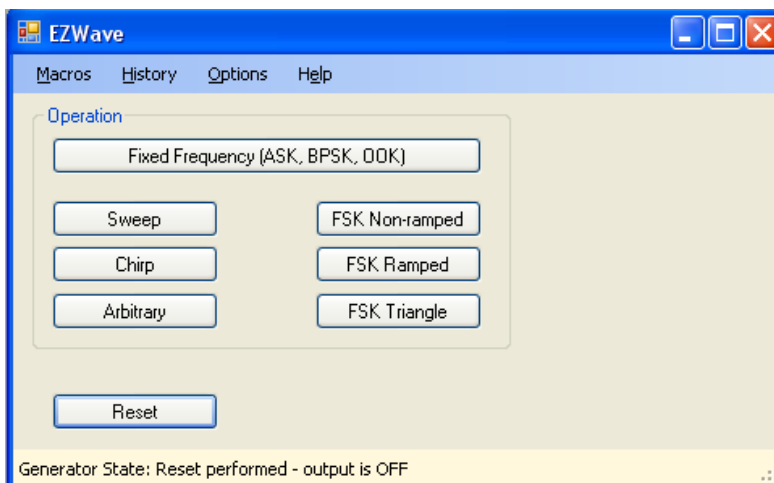 EZWave
Macros History Options Help
Operation
Fixed Frequency (ASK, BPSK, OOK)
Sweep FSK Non-ramped
Chirp FSK Ramped
Arbitrary FSK Triangle
Reset
Generator State: Reset performed - output is OFF